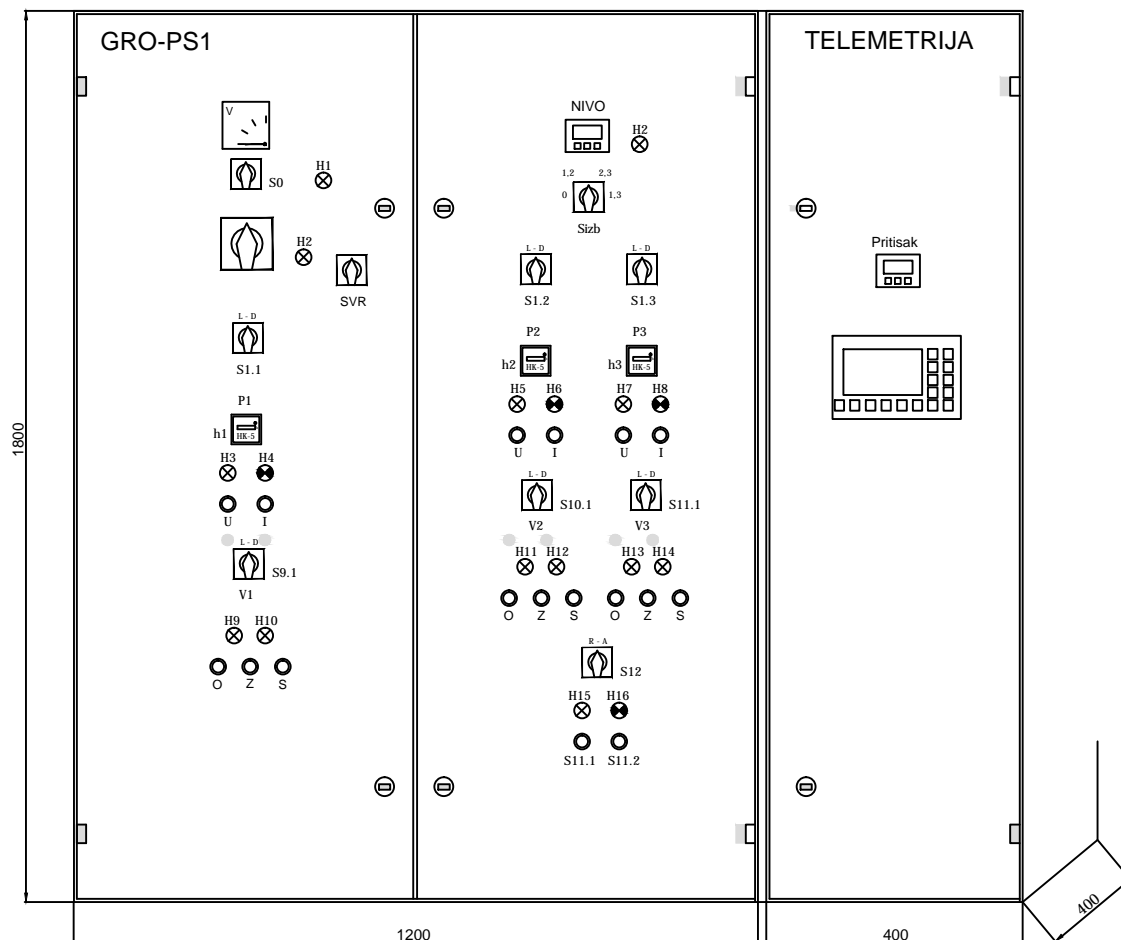 GRO-PS1
TELEMETRIJA
V
S0
H1
H2
SVR
L - D
S1.1
P1
h1
HK-5
H3 H4
U I
L - D
S9.1
V1
H9 H10
O Z S
NIVO
H2
1,2 2,3
0 1,3
Sizb
L - D L - D
S1.2 S1.3
P2 P3
h2 HK-5 h3 HK-5
H5 H6 H7 H8
U I U I
L - D L - D
S10.1 S11.1
V2 V3
H11 H12 H13 H14
O Z S O Z S
R - A
S12
H15 H16
S11.1 S11.2
Pritisak
1800
1200
400
400